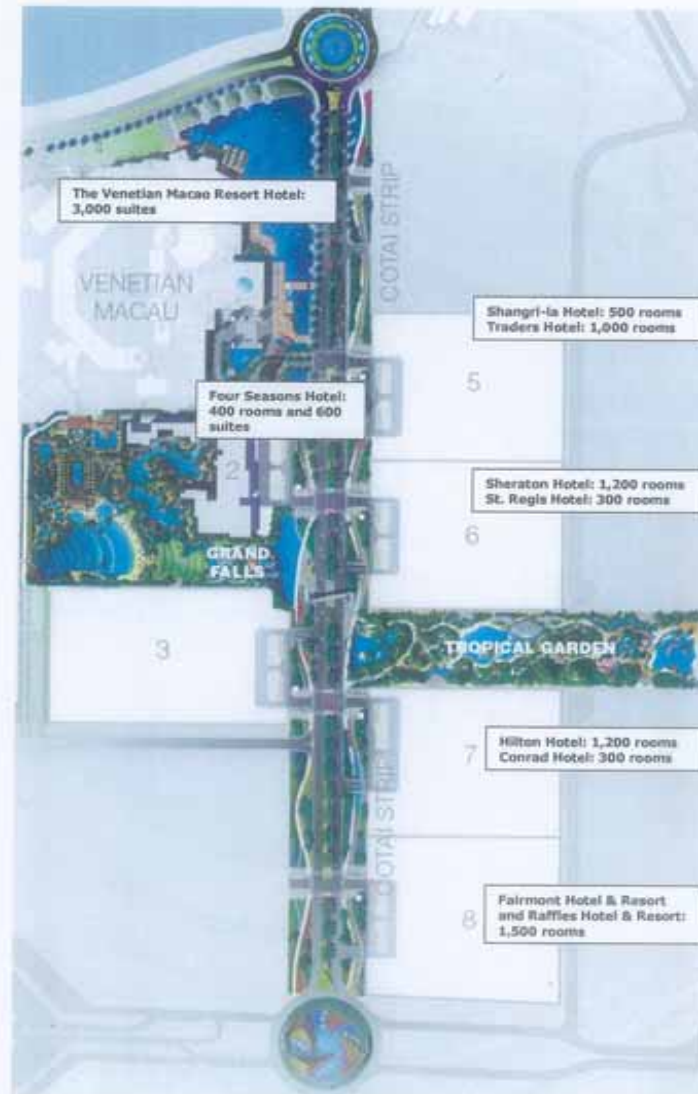 The Venetian Macao Resort Hotel:
3,000 suites
VENETIAN
MACAU
COTAI STRIP
Shangri-la Hotel: 500 rooms
Traders Hotel: 1,000 rooms
5
Four Seasons Hotel:
400 rooms and 600
suites
2
Sheraton Hotel: 1,200 rooms
St. Regis Hotel: 300 rooms
6
GRAND
FALLS
3
TROPICAL GARDEN
7
Hilton Hotel: 1,200 rooms
Conrad Hotel: 300 rooms
COTAI STRIP
8
Fairmont Hotel & Resort
and Raffles Hotel & Resort:
1,500 rooms